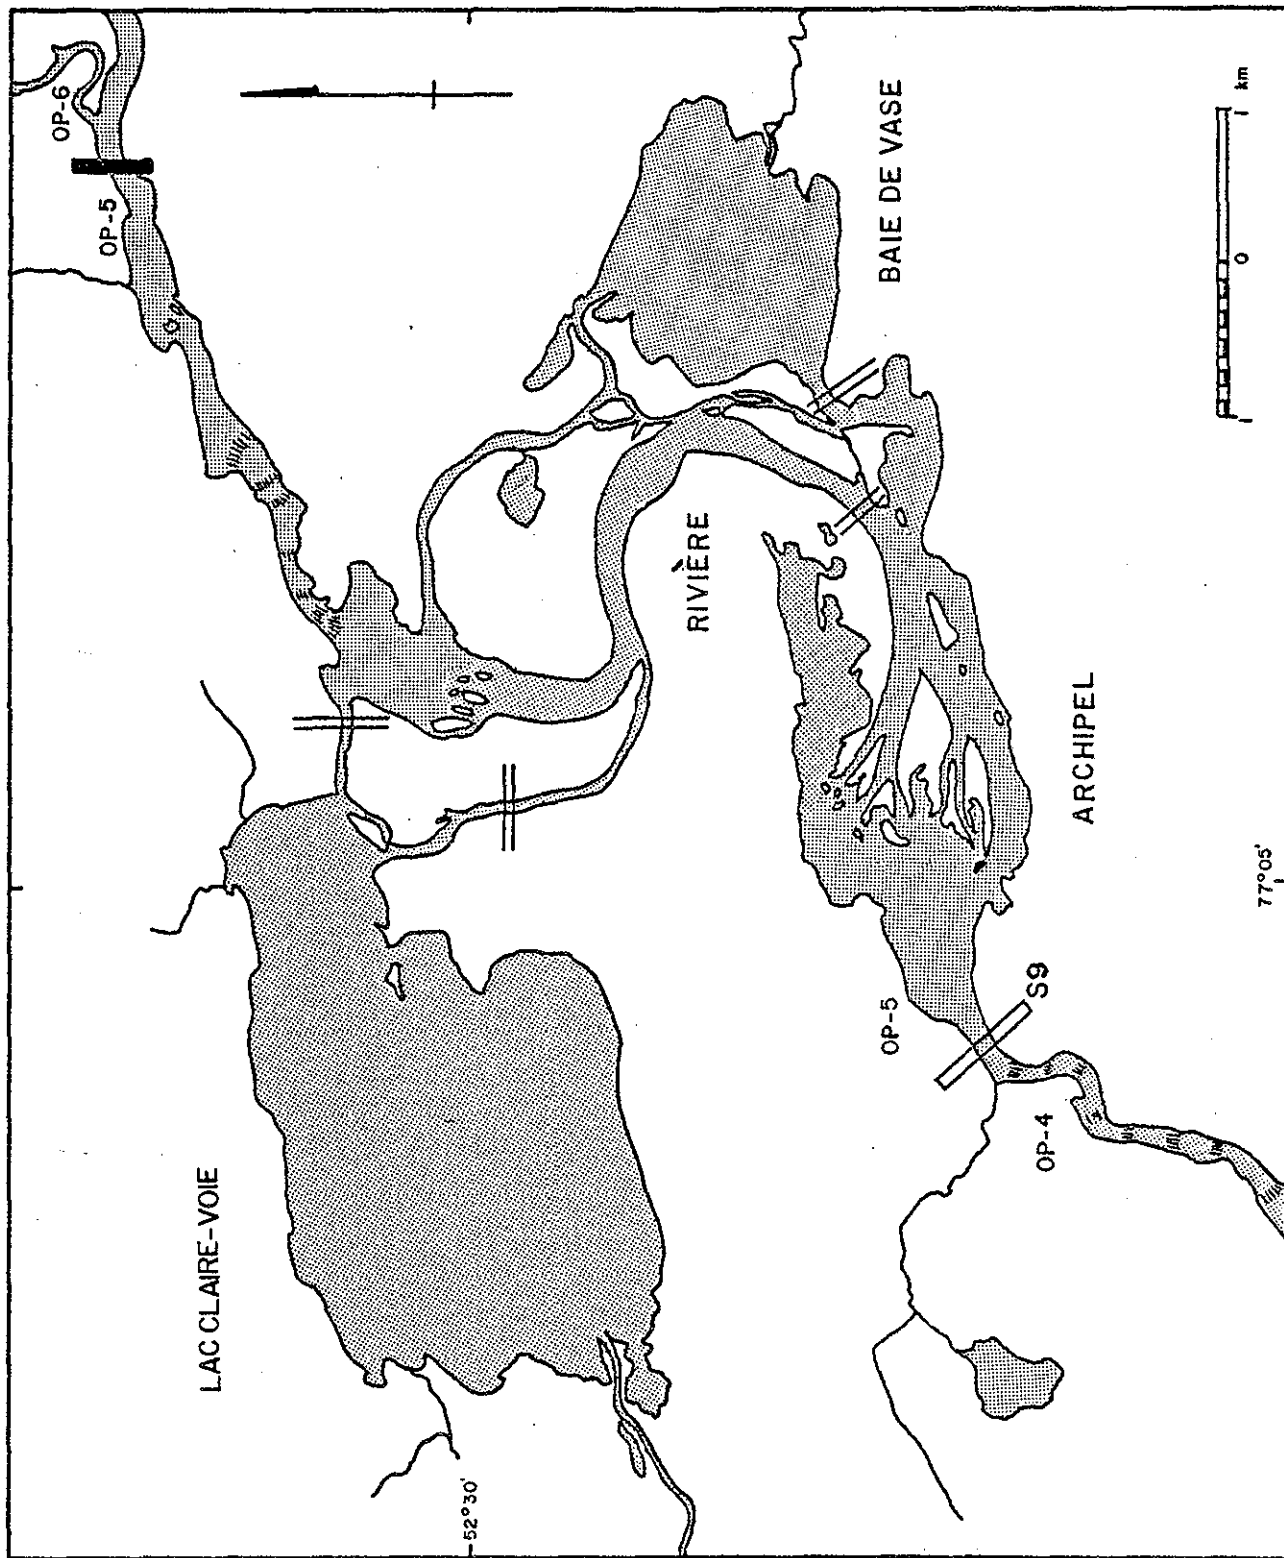 LAC CLAIRE-VOIE
52°30'
OP-4
S9
OP-5
77°05'
ARCHIPEL
RIVIÈRE
BAIE DE VASE
OP-5
OP-6
1 0 1 km